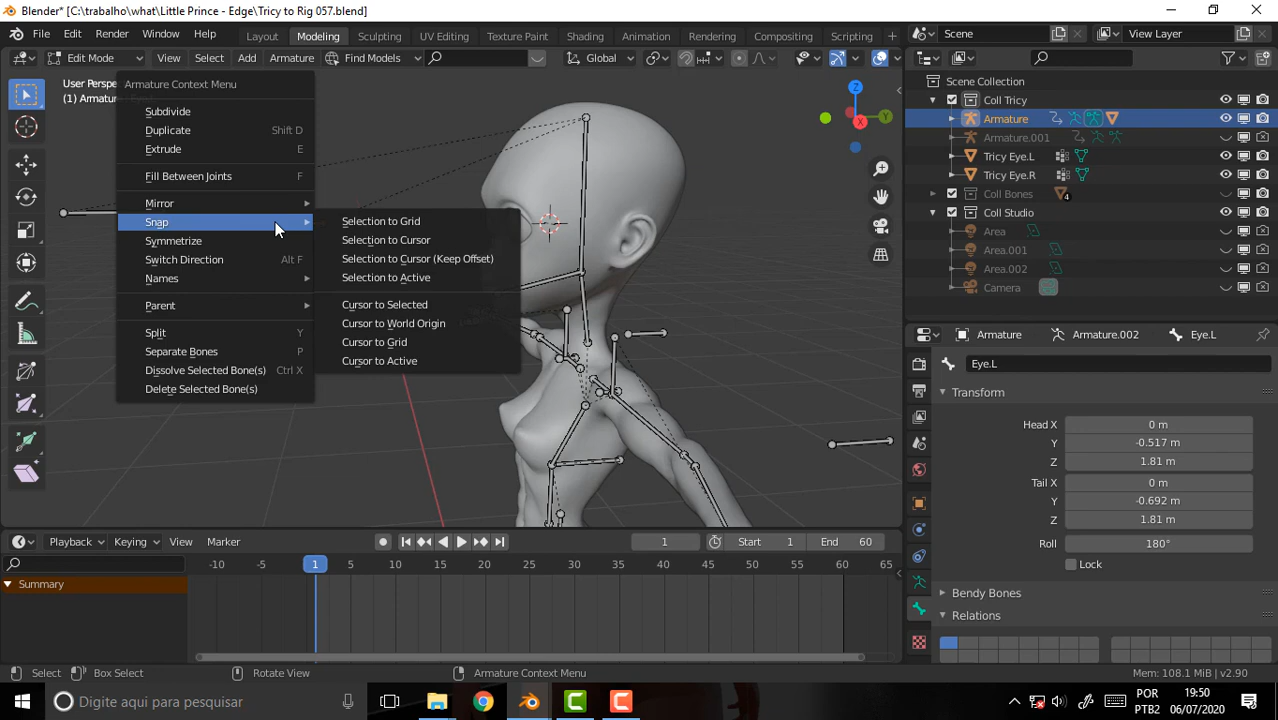 Blender* [C:\trabalho\what\Little Prince - Edge\Tricy to Rig 057.blend]
File Edit Render Window Help Layout Modeling Sculpting UV Editing Texture Paint Shading Animation Rendering Compositing Scripting Scene View Layer
Edit Mode View Select Add Armature Find Models Global
User Perspe
(1) Armatur
Armature Context Menu
Subdivide
Duplicate Shift D
Extrude E
Fill Between Joints F
Mirror
Snap
Symmetrize
Switch Direction Alt F
Names
Parent
Split Y
Separate Bones P
Dissolve Selected Bone(s) Ctrl X
Delete Selected Bone(s)
Selection to Grid
Selection to Cursor
Selection to Cursor (Keep Offset)
Selection to Active
Cursor to Selected
Cursor to World Origin
Cursor to Grid
Cursor to Active
Z
Y
X
Scene Collection
Coll Tricy
Armature
Armature.001
Tricy Eye.L
Tricy Eye.R
Coll Bones 4
Coll Studio
Area
Area.001
Area.002
Camera
Armature Armature.002 Eye.L
Eye.L
Transform
Head X 0 m
Y -0.517 m
Z 1.81 m
Tail X 0 m
Y -0.692 m
Z 1.81 m
Roll 180°
Lock
Bendy Bones
Relations
Playback Keying View Marker 1 Start 1 End 60
-10 -5 1 5 10 15 20 25 30 35 40 45 50 55 60 65
Summary
Select Box Select Rotate View Armature Context Menu Mem: 108.1 MiB | v2.90
Digite aqui para pesquisar
POR
PTB2
19:50
06/07/2020